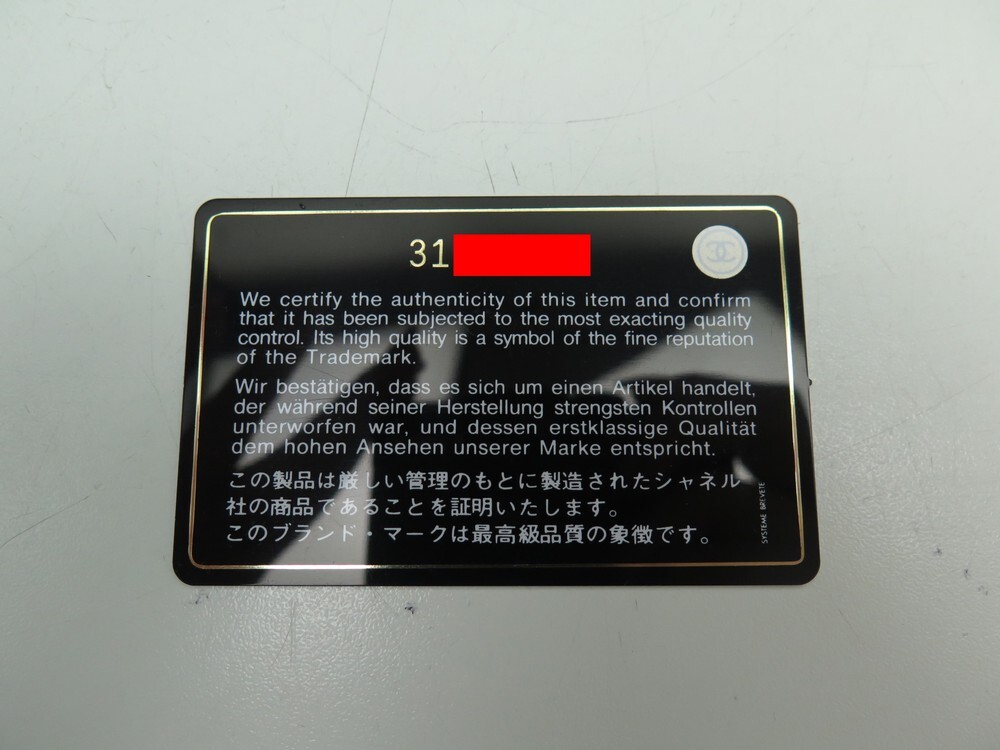 31
We certify the authenticity of this item and confirm
that it has been subjected to the most exacting quality
control. Its high quality is a symbol of the fine reputation
of the Trademark.
Wir bestätigen, dass es sich um einen Artikel handelt,
der während seiner Herstellung strengsten Kontrollen
unterworfen war, und dessen erstklassige Qualität
dem hohen Ansehen unserer Marke entspricht.
この製品は厳しい管理のもとに製造されたシャネル
社の商品であることを証明いたします。
このブランド・マークは最高級品質の象徴です。
SYSTEME BREVETE